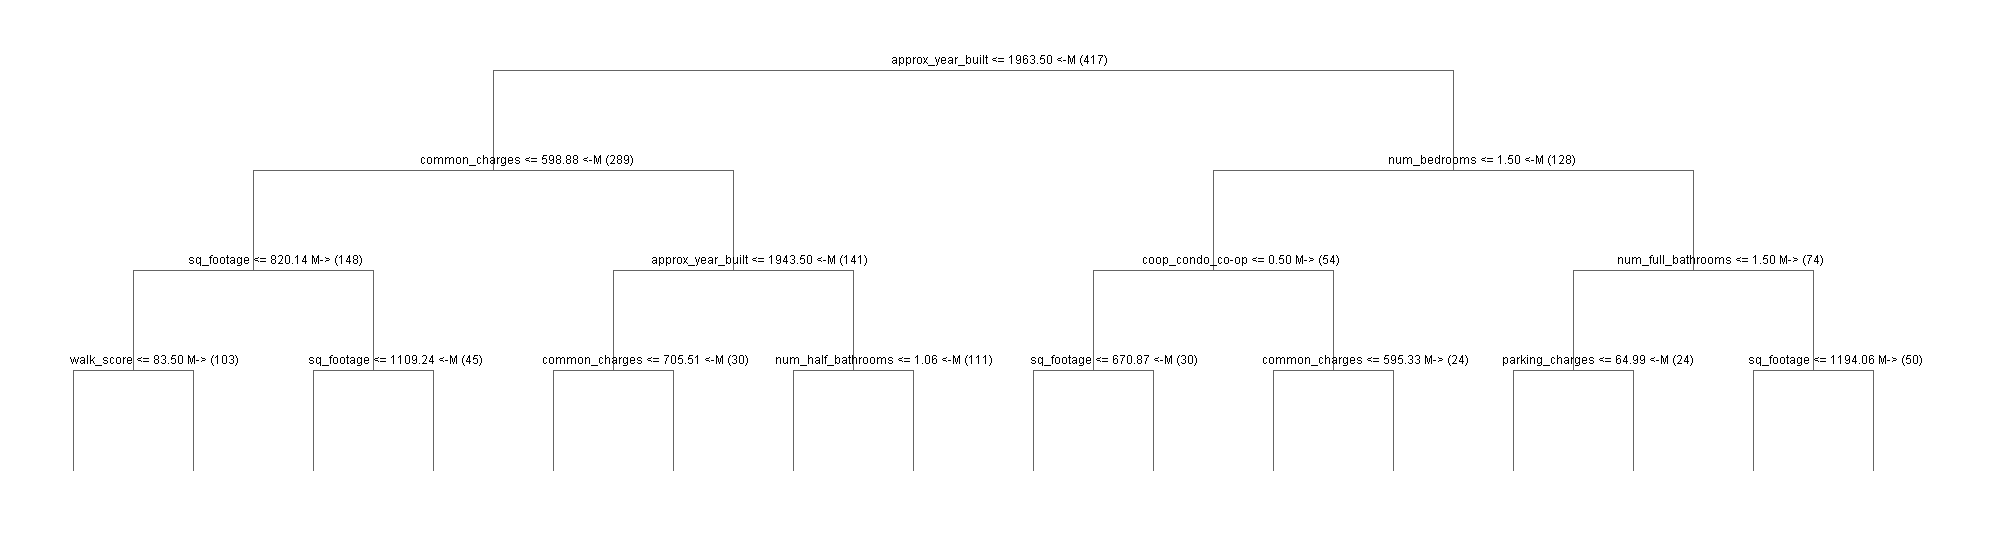 approx_year_built <= 1963.50 <-M (417)
common_charges <= 598.88 <-M (289)
num_bedrooms <= 1.50 <-M (128)
sq_footage <= 820.14 M-> (148)
approx_year_built <= 1943.50 <-M (141)
coop_condo_co-op <= 0.50 M-> (54)
num_full_bathrooms <= 1.50 M-> (74)
walk_score <= 83.50 M-> (103)
sq_footage <= 1109.24 <-M (45)
common_charges <= 705.51 <-M (30)
num_half_bathrooms <= 1.06 <-M (111)
sq_footage <= 670.87 <-M (30)
common_charges <= 595.33 M-> (24)
parking_charges <= 64.99 <-M (24)
sq_footage <= 1194.06 M-> (50)